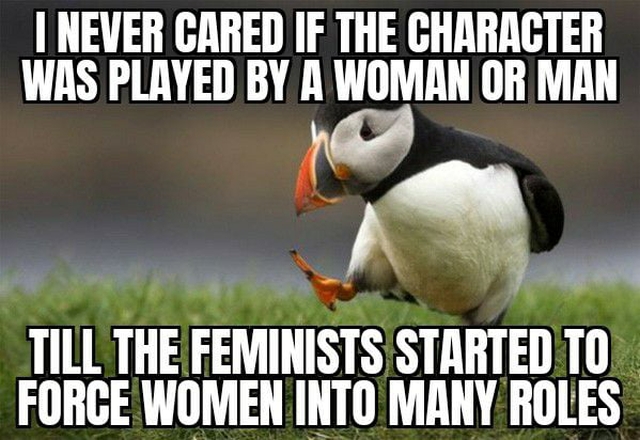 I NEVER CARED IF THE CHARACTER
WAS PLAYED BY A WOMAN OR MAN
TILL THE FEMINISTS STARTED TO
FORCE WOMEN INTO MANY ROLES